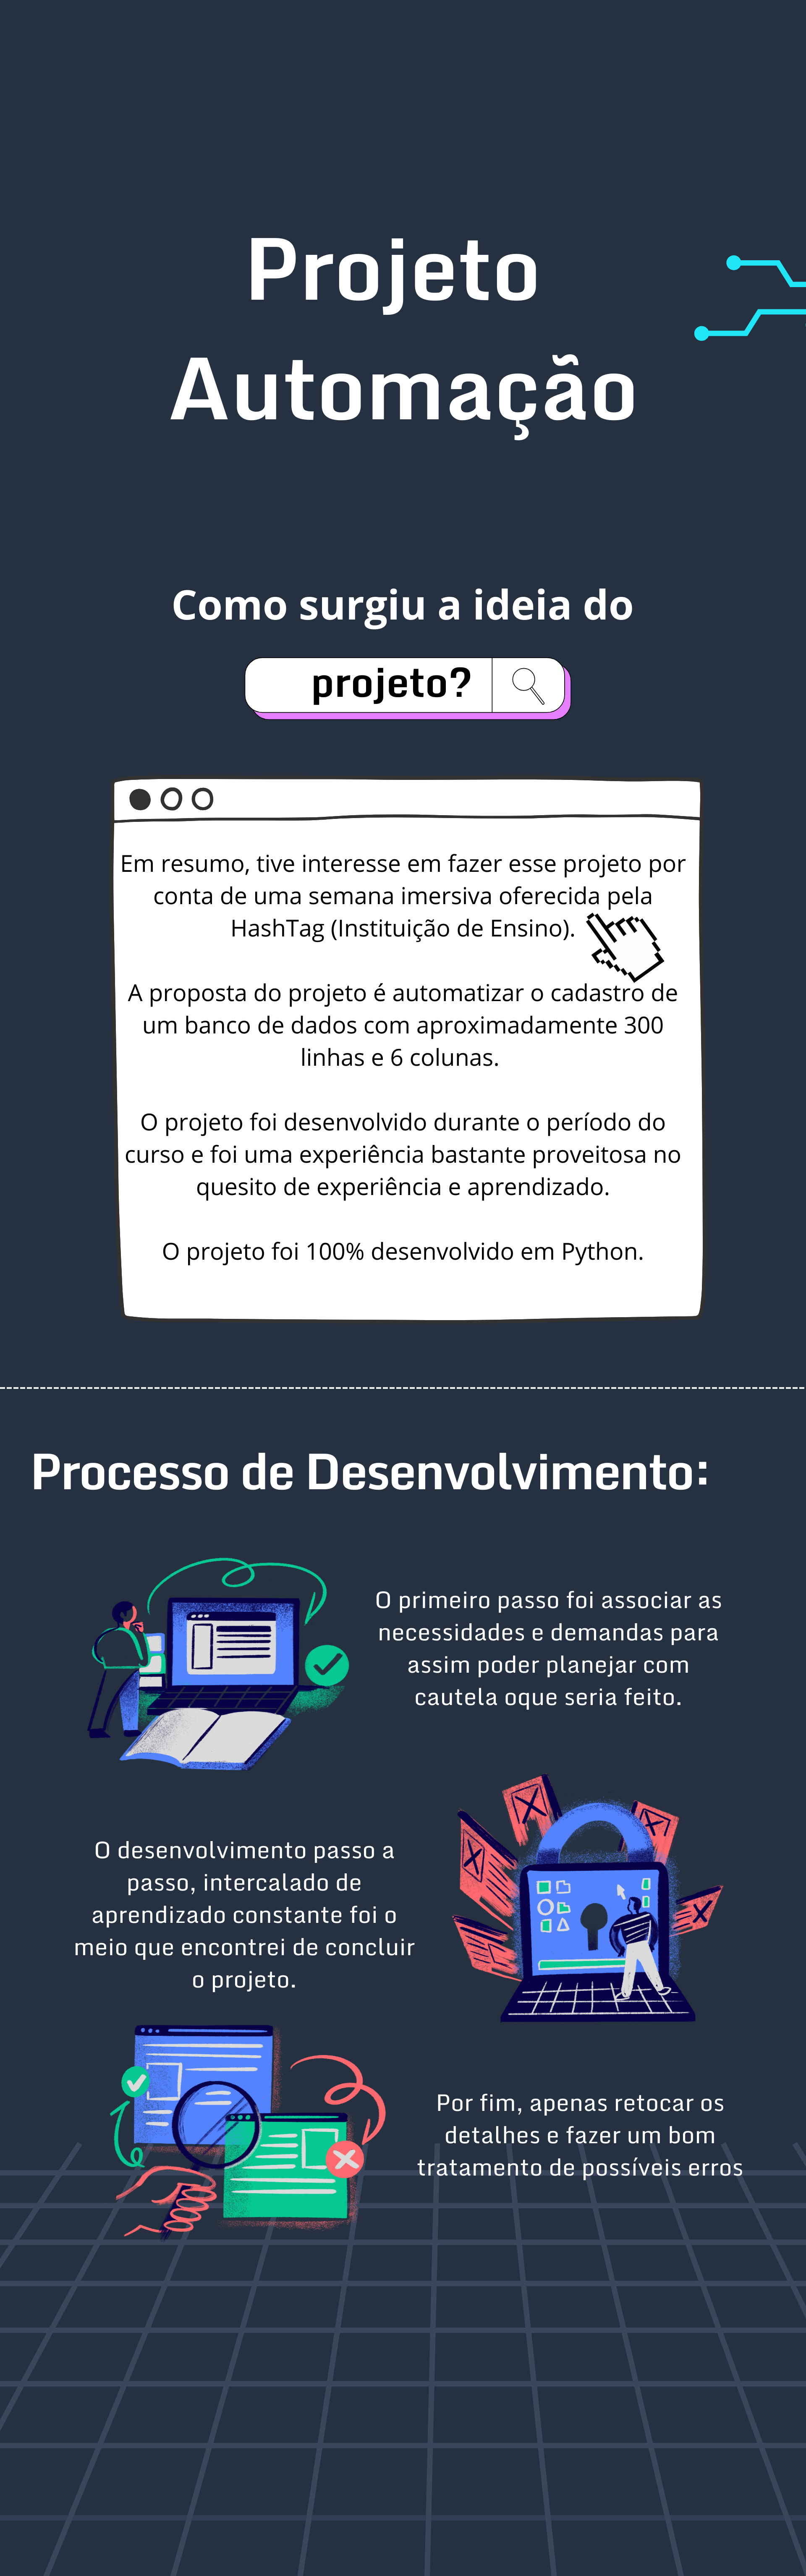 Projeto
Automação
Como surgiu a ideia do
projeto?
Em resumo, tive interesse em fazer esse projeto por
conta de uma semana imersiva oferecida pela
HashTag (Instituição de Ensino).
A proposta do projeto é automatizar o cadastro de
um banco de dados com aproximadamente 300
linhas e 6 colunas.
O projeto foi desenvolvido durante o período do
curso e foi uma experiência bastante proveitosa no
quesito de experiência e aprendizado.
O projeto foi 100% desenvolvido em Python.
Processo de Desenvolvimento:
O primeiro passo foi associar as
necessidades e demandas para
assim poder planejar com
cautela oque seria feito.
O desenvolvimento passo a
passo, intercalado de
aprendizado constante foi o
meio que encontrei de concluir
o projeto.
Por fim, apenas retocar os
detalhes e fazer um bom
tratamento de possíveis erros